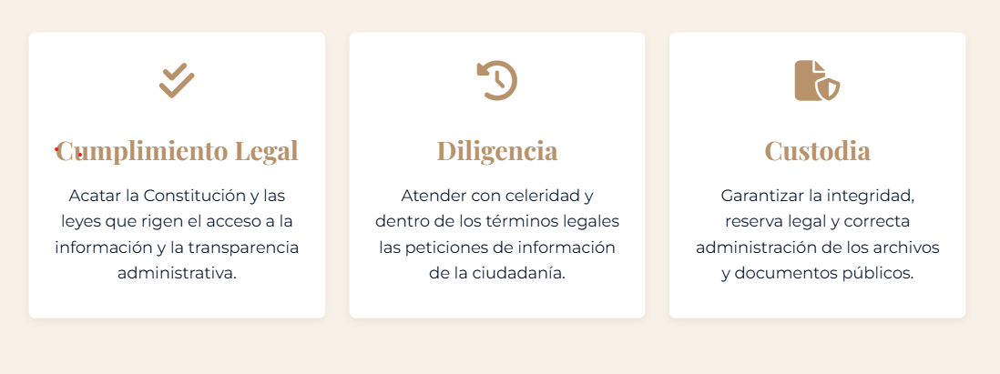 Cumplimiento Legal
Acatar la Constitución y las
leyes que rigen el acceso a la
información y la transparencia
administrativa.
Diligencia
Atender con celeridad y
dentro de los términos legales
las peticiones de información
de la ciudadanía.
Custodia
Garantizar la integridad,
reserva legal y correcta
administración de los archivos
y documentos públicos.